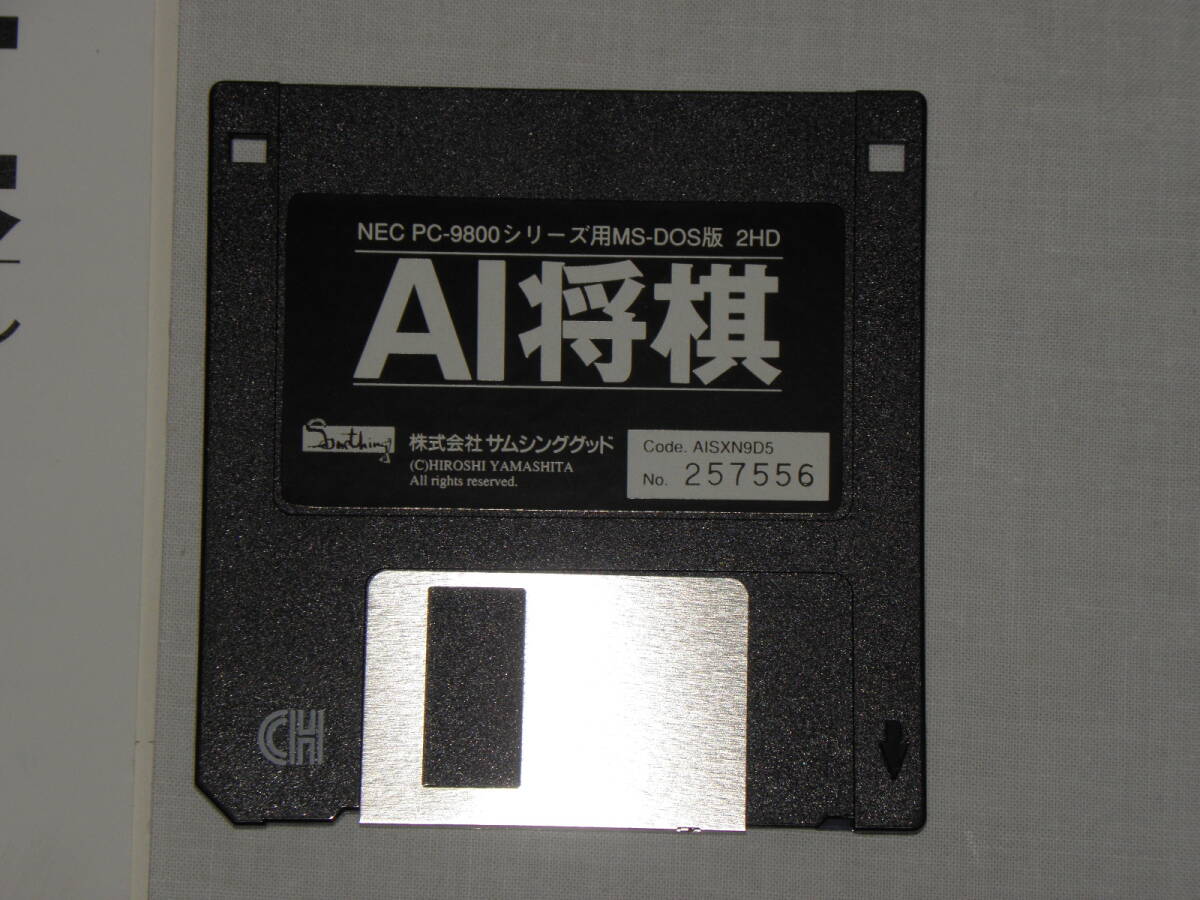 NEC PC-9800シリーズ用MS-DOS版 2HD
AI将棋
Something
株式会社 サムシンググッド
(C)HIROSHI YAMASHITA
All rights reserved.
Code. AISXN9D5
No. 257556
CH